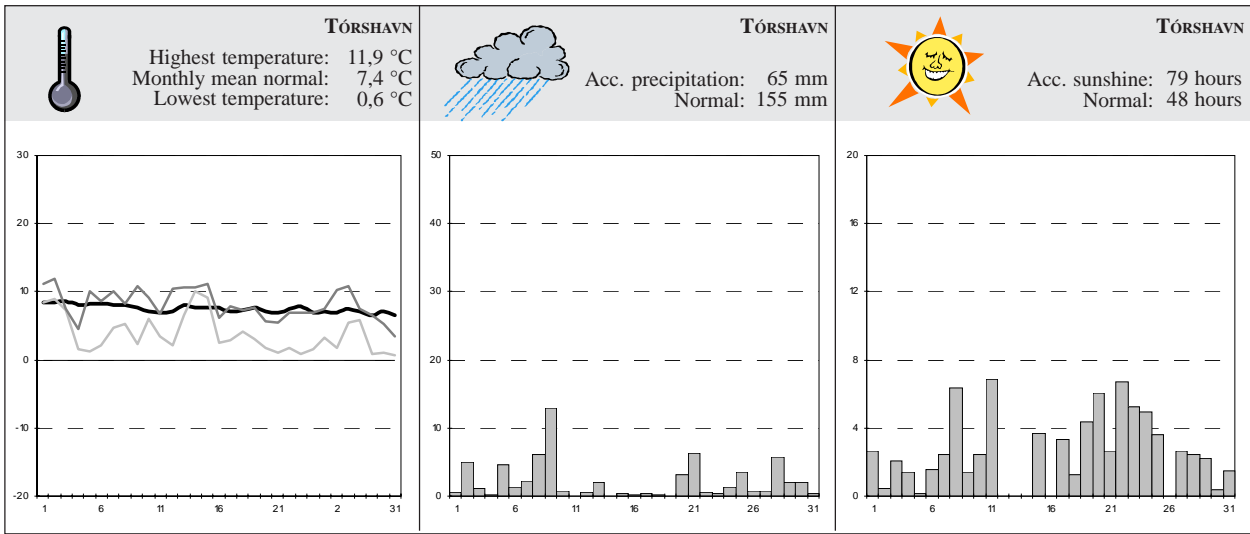 TÓRSHAVN
Highest temperature: 11,9 °C
Monthly mean normal: 7,4 °C
Lowest temperature: 0,6 °C
TÓRSHAVN
Acc. precipitation: 65 mm
Normal: 155 mm
TÓRSHAVN
Acc. sunshine: 79 hours
Normal: 48 hours
30
20
10
0
-10
-20
1 6 11 16 21 2 31
50
40
30
20
10
0
1 6 11 16 21 26 31
20
16
12
8
4
0
1 6 11 16 21 26 31